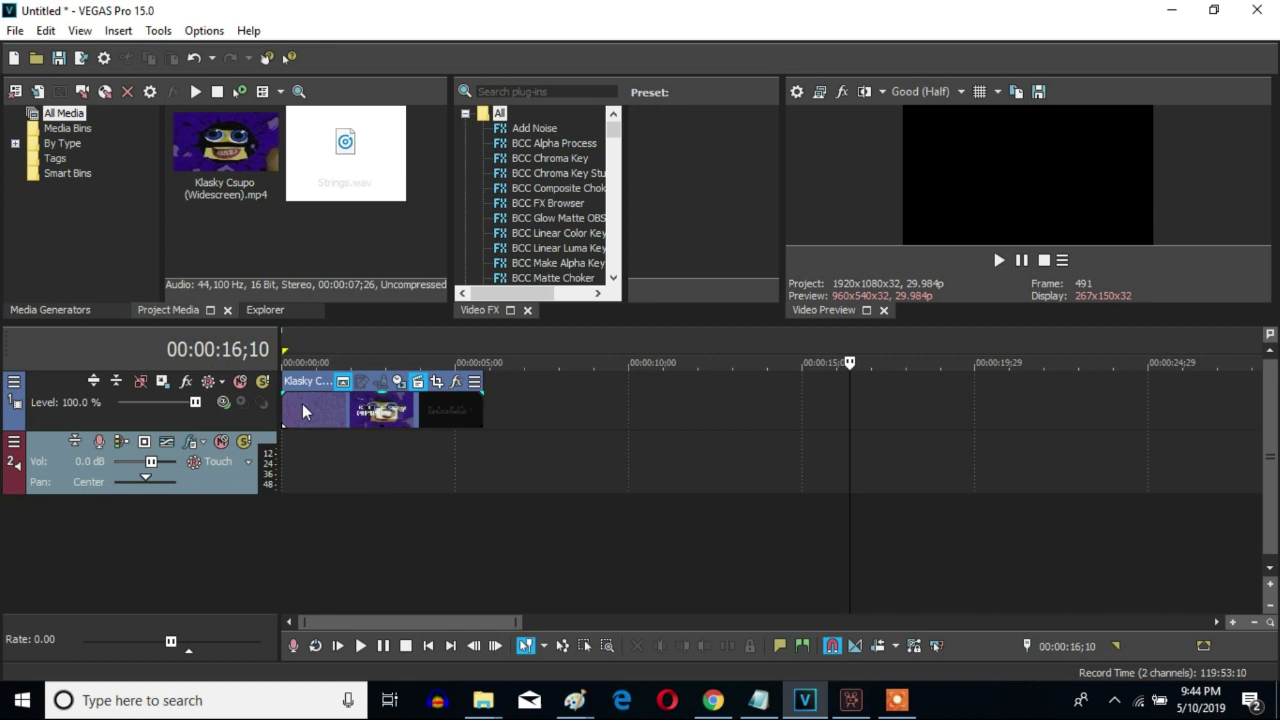 Untitled * - VEGAS Pro 15.0
File Edit View Insert Tools Options Help
Search plug-ins
Preset:
Good (Half)
All Media
Media Bins
By Type
Tags
Smart Bins
Klasky Csupo
(Widescreen).mp4
Strings.wav
All
Add Noise
BCC Alpha Process
BCC Chroma Key
BCC Chroma Key Stu
BCC Composite Chok
BCC FX Browser
BCC Glow Matte OBS
BCC Linear Color Key
BCC Linear Luma Key
BCC Make Alpha Key
BCC Matte Choker
Audio: 44,100 Hz, 16 Bit, Stereo, 00:00:07;26, Uncompressed
Project: 1920x1080x32, 29.984p
Frame: 491
Preview: 960x540x32, 29.984p
Display: 267x150x32
Media Generators
Project Media
Explorer
Video FX
Video Preview
00:00:16;10
00:00:00;00
00:00:05;00
00:00:10;00
00:00:15;0
00:00:19;29
00:00:24;29
1
Level: 100.0 %
Klasky C...
2
Vol: 0.0 dB
Touch
Pan: Center
12
24
36
48
Rate: 0.00
00:00:16;10
Record Time (2 channels): 119:53:10
Type here to search
9:44 PM
5/10/2019
2